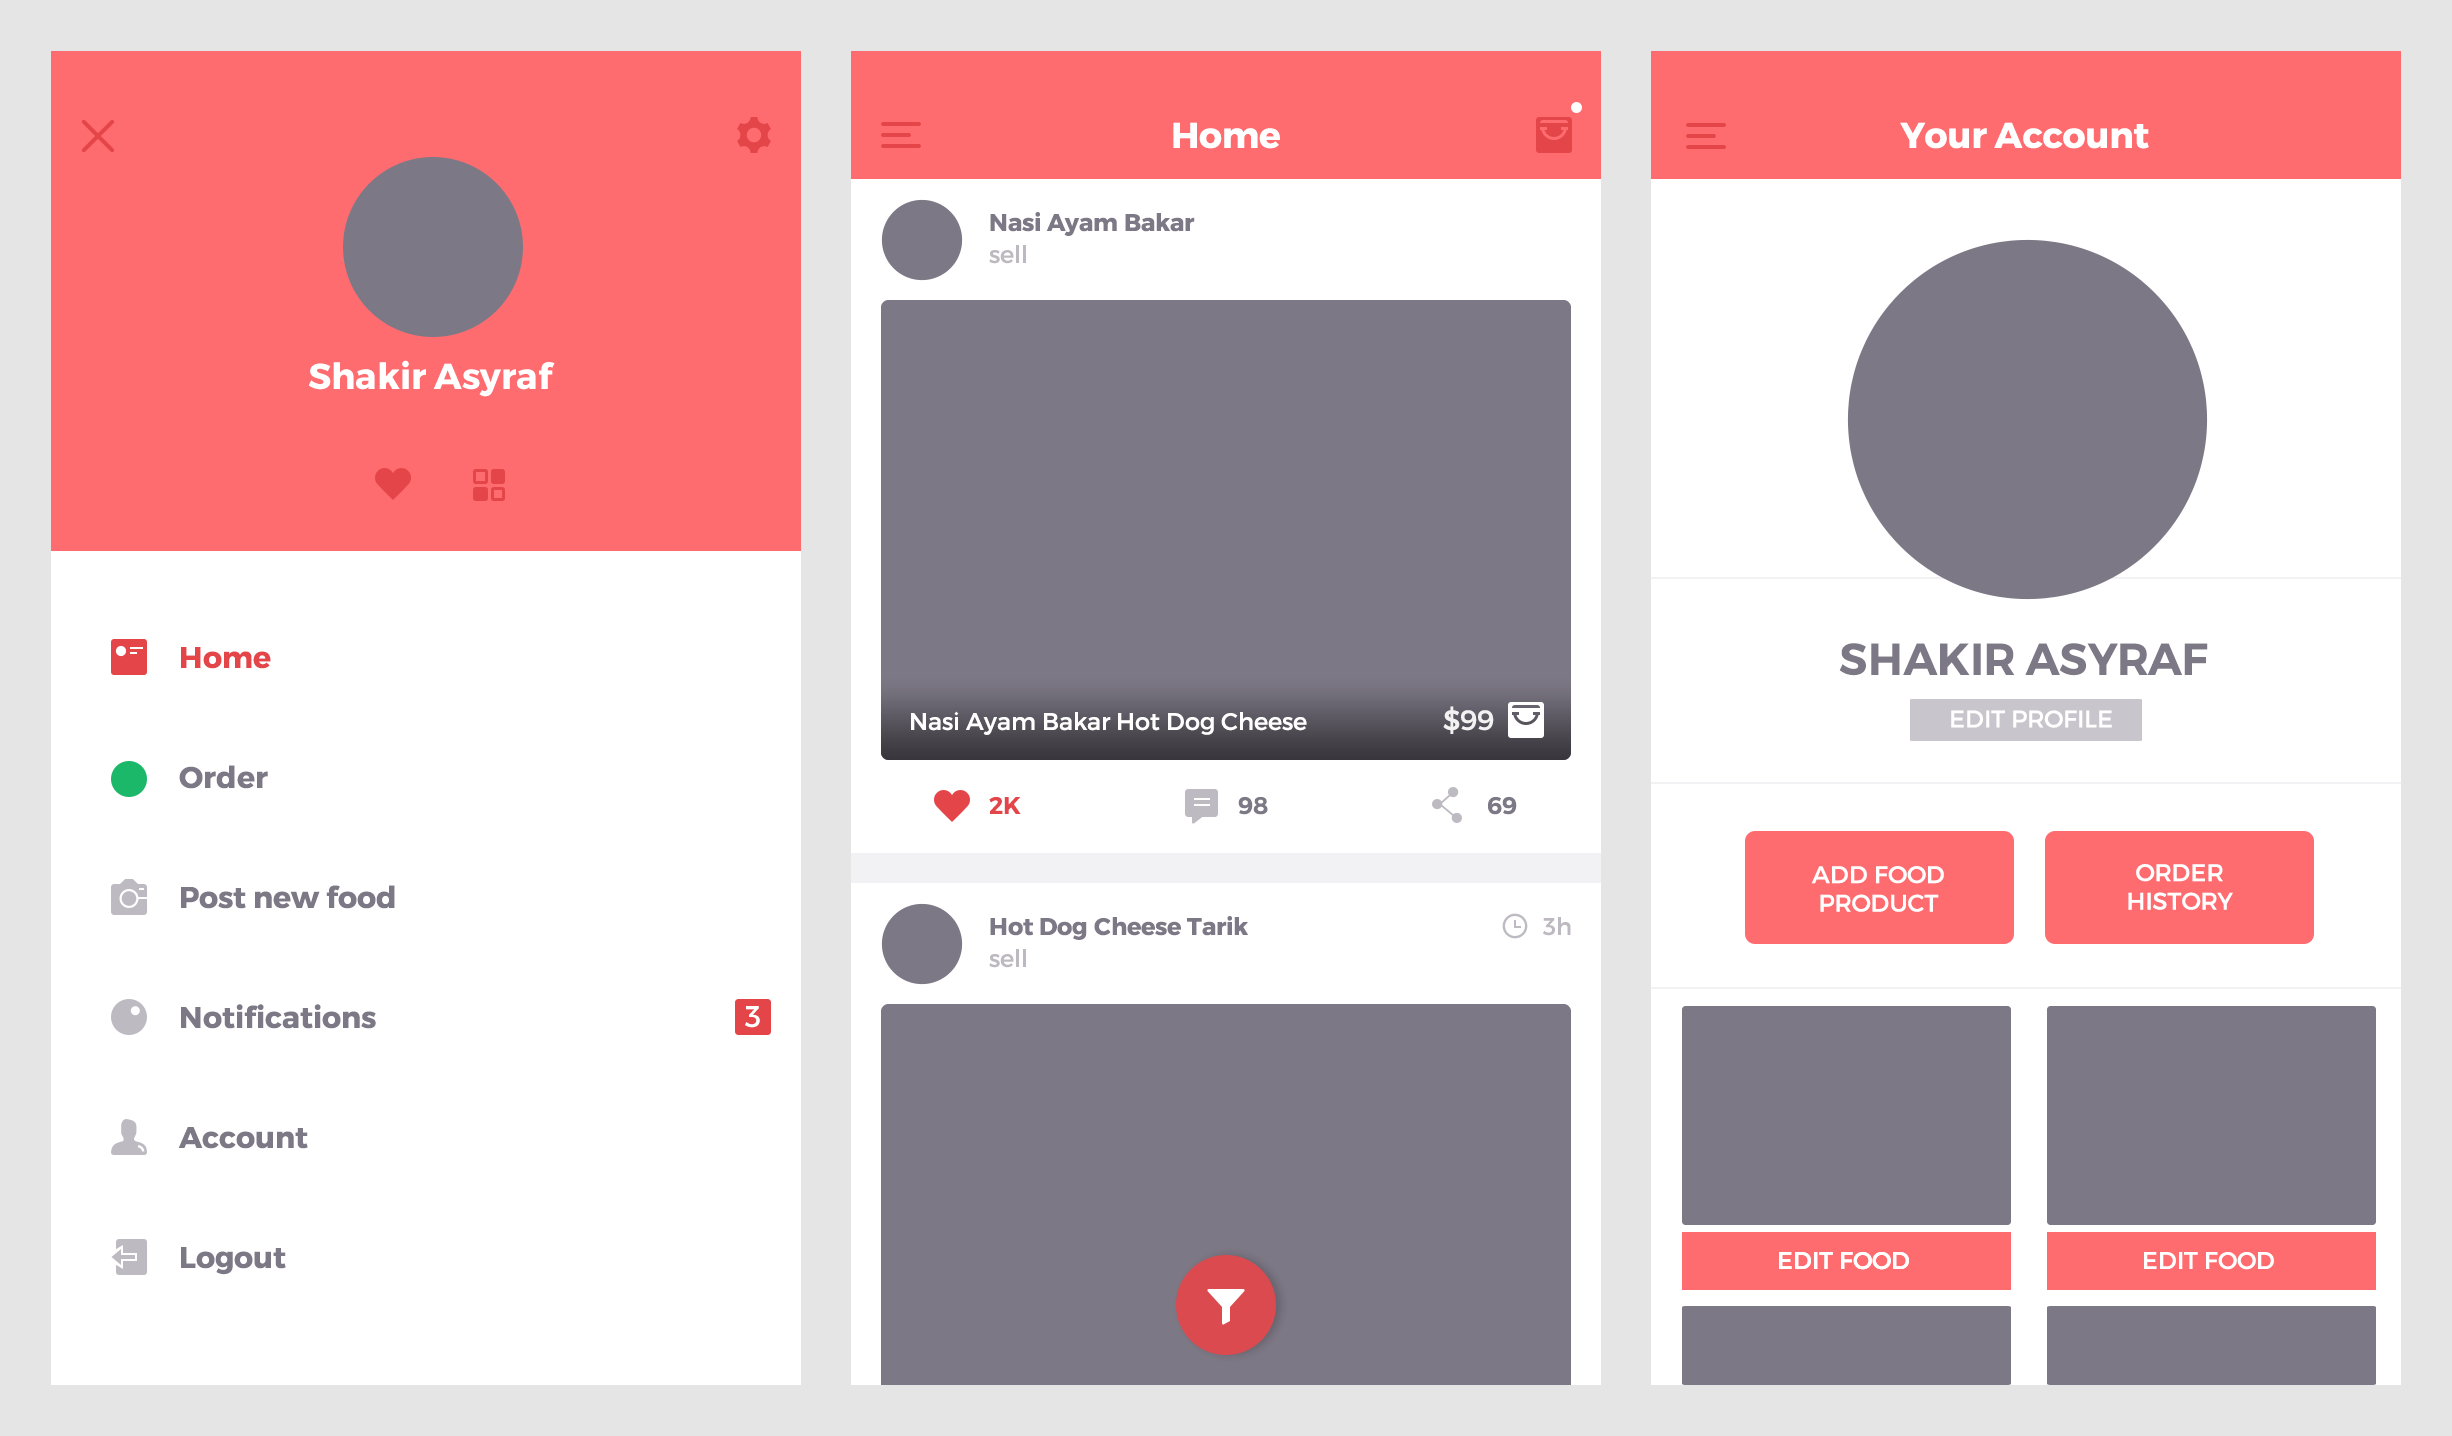 Shakir Asyraf
Home
Order
Post new food
Notifications
3
Account
Logout
Home
Nasi Ayam Bakar
sell
Nasi Ayam Bakar Hot Dog Cheese
$99
2K
98
69
Hot Dog Cheese Tarik
3h
sell
Your Account
SHAKIR ASYRAF
EDIT PROFILE
ADD FOOD
PRODUCT
ORDER
HISTORY
EDIT FOOD
EDIT FOOD